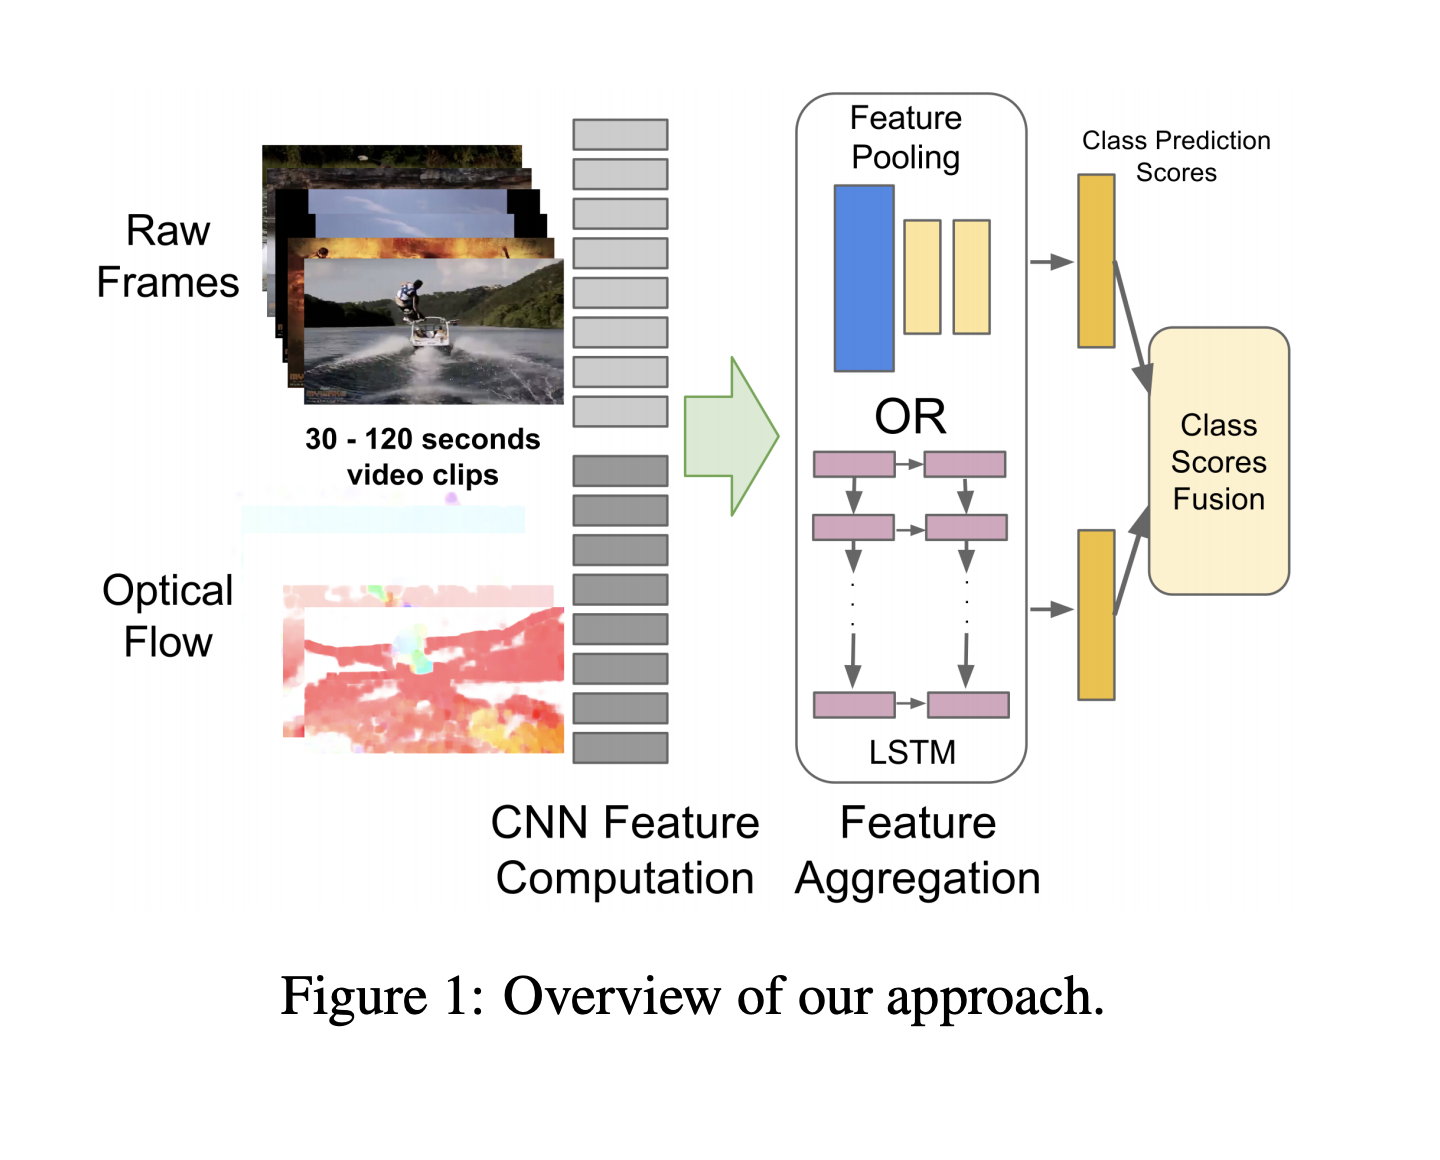 Raw
Frames
30 - 120 seconds
video clips
Optical
Flow
CNN Feature
Computation
Feature
Pooling
OR
LSTM
Feature
Aggregation
Class Prediction
Scores
Class
Scores
Fusion
Figure 1: Overview of our approach.